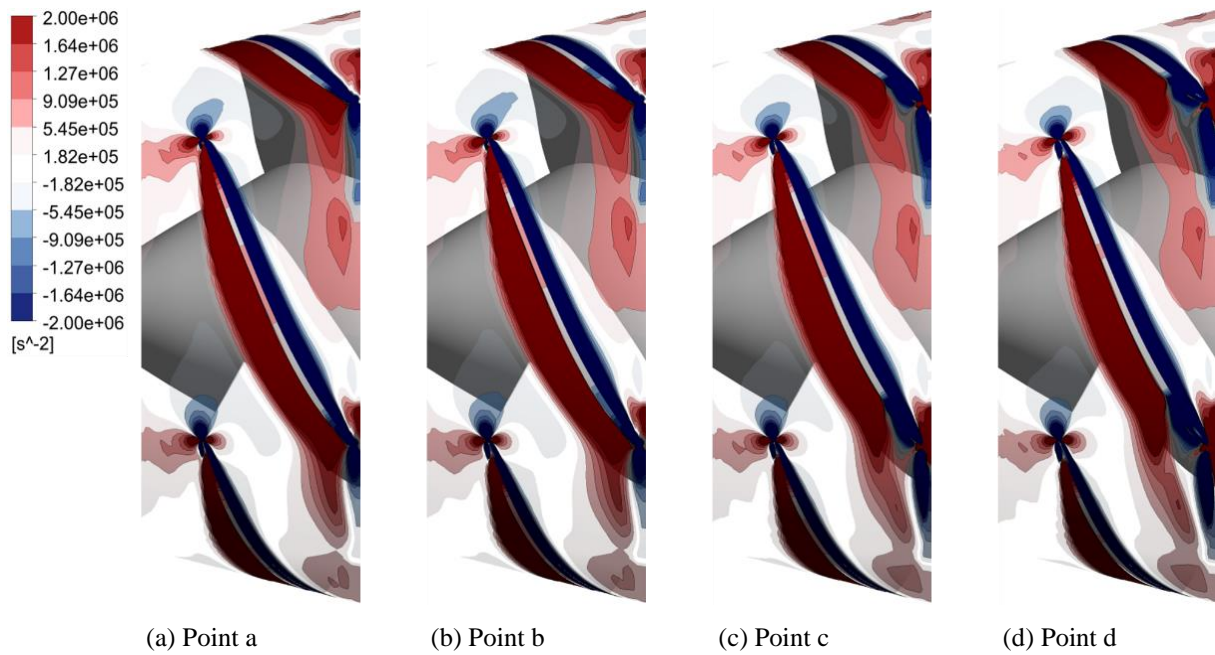 2.00e+06
1.64e+06
1.27e+06
9.09e+05
5.45e+05
1.82e+05
-1.82e+05
-5.45e+05
-9.09e+05
-1.27e+06
-1.64e+06
-2.00e+06
[s^-2]
(a) Point a
(b) Point b
(c) Point c
(d) Point d